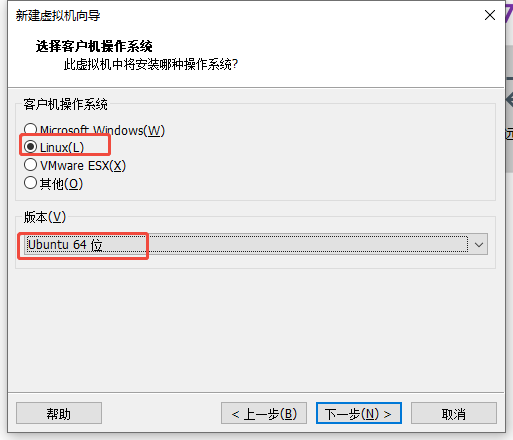 新建虚拟机向导
选择客户机操作系统
此虚拟机中将安装哪种操作系统?
客户机操作系统
Microsoft Windows(W)
Linux(L)
VMware ESX(X)
其他(O)
版本(V)
Ubuntu 64 位
帮助
< 上一步(B)
下一步(N) >
取消